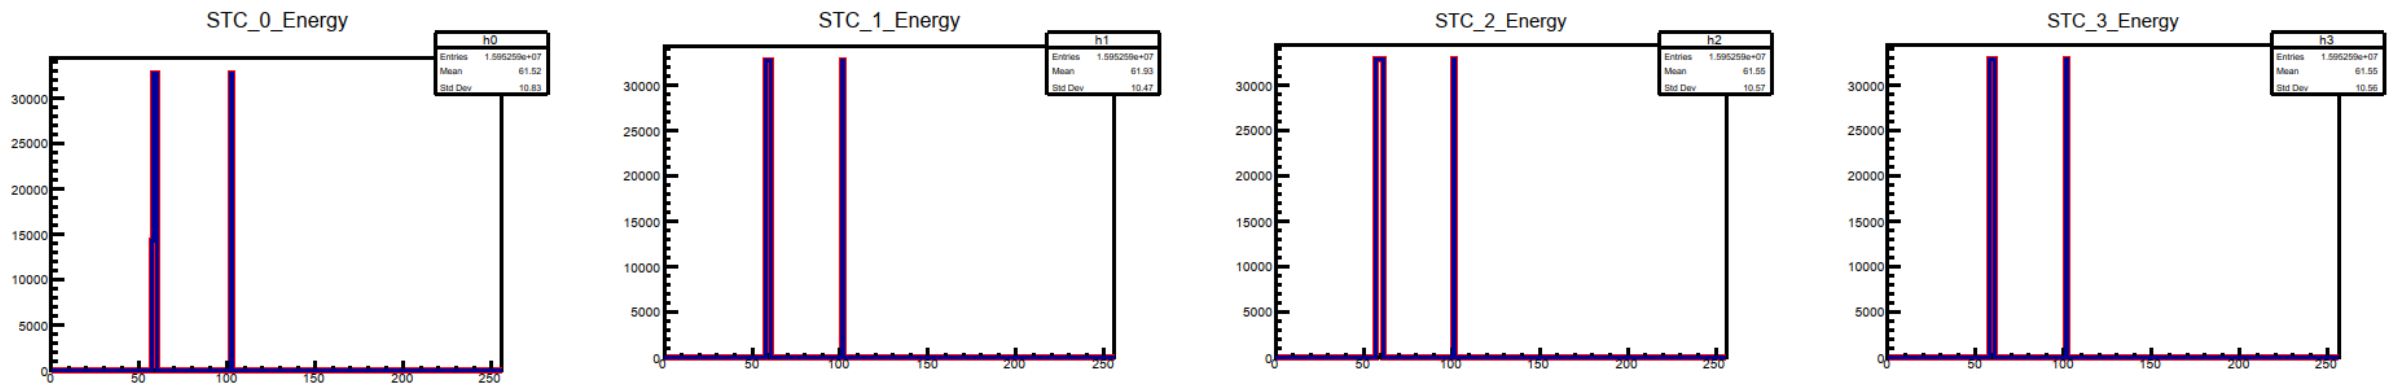 STC_0_Energy
h0
Entries 1.595259e+07
Mean 61.52
Std Dev 10.83
30000
25000
20000
15000
10000
5000
0
0 50 100 150 200 250
STC_1_Energy
h1
Entries 1.595259e+07
Mean 61.93
Std Dev 10.47
30000
25000
20000
15000
10000
5000
0
0 50 100 150 200 250
STC_2_Energy
h2
Entries 1.595259e+07
Mean 61.55
Std Dev 10.57
30000
25000
20000
15000
10000
5000
0
0 50 100 150 200 250
STC_3_Energy
h3
Entries 1.595259e+07
Mean 61.55
Std Dev 10.56
30000
25000
20000
15000
10000
5000
0
0 50 100 150 200 250